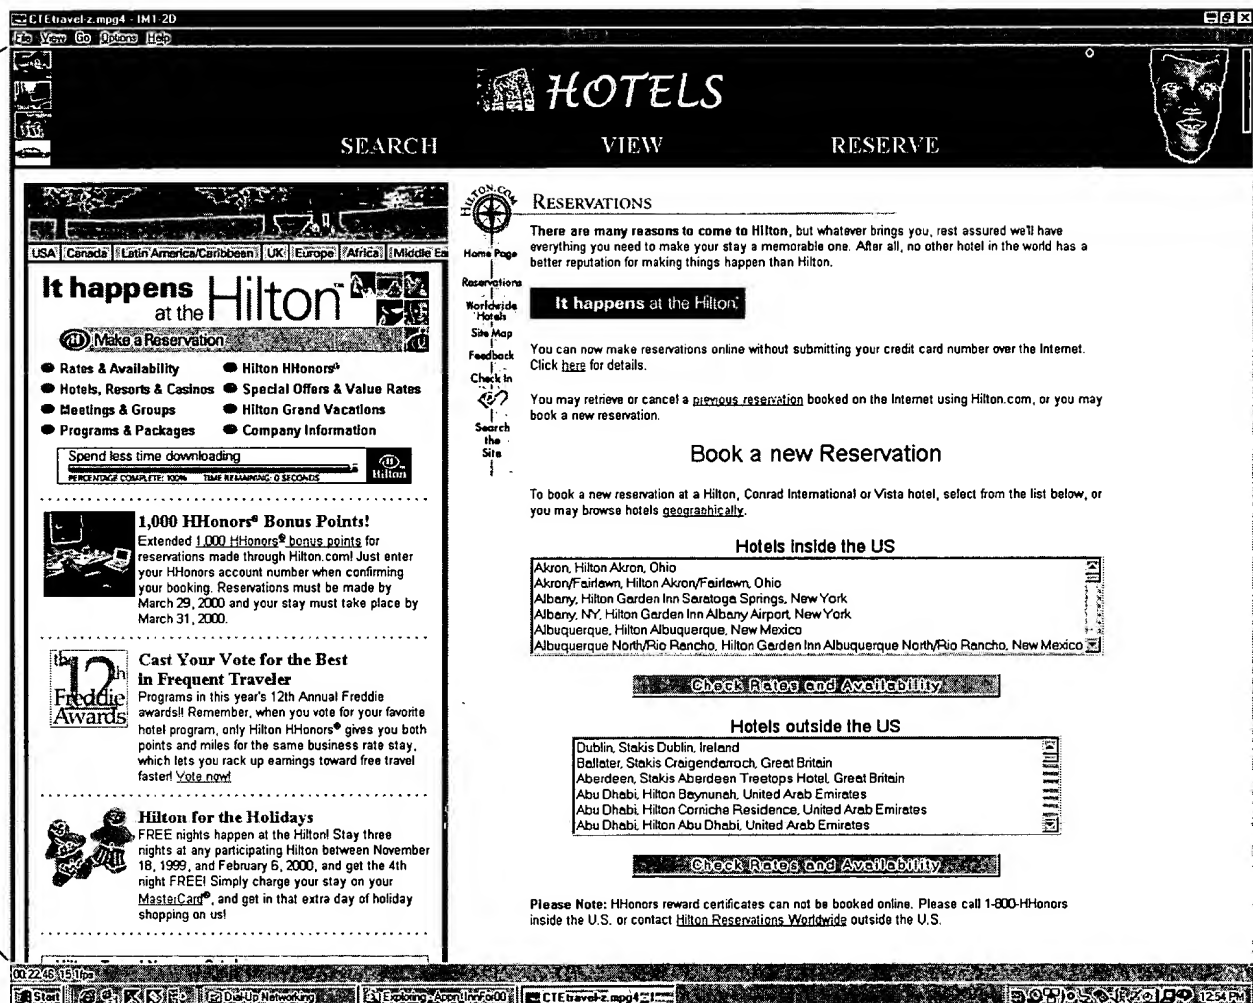 CTEtravel-z.mpg4 - IM1-2D
File View Go Options Help
HOTELS
SEARCH VIEW RESERVE
USA Canada Latin America/Caribbean UK Europe Africa Middle Ea
It happens
at the Hilton™
Make a Reservation
Rates & Availability
Hotels, Resorts & Casinos
Meetings & Groups
Programs & Packages
Hilton HHonors®
Special Offers & Value Rates
Hilton Grand Vacations
Company Information
Spend less time downloading
PERCENTAGE COMPLETE: 100% TIME REMAINING: 0 SECONDS
Hilton
1,000 HHonors® Bonus Points!
Extended 1,000 HHonors® bonus points for
reservations made through Hilton.com! Just enter
your HHonors account number when confirming
your booking. Reservations must be made by
March 29, 2000 and your stay must take place by
March 31, 2000.
the
12th
Freddie
Awards
Cast Your Vote for the Best
in Frequent Traveler
Programs in this year's 12th Annual Freddie
awards!! Remember, when you vote for your favorite
hotel program, only Hilton HHonors® gives you both
points and miles for the same business rate stay,
which lets you rack up earnings toward free travel
faster! Vote now!
Hilton for the Holidays
FREE nights happen at the Hilton! Stay three
nights at any participating Hilton between November
18, 1999, and February 6, 2000, and get the 4th
night FREE! Simply charge your stay on your
MasterCard®, and get in that extra day of holiday
shopping on us!
HILTON.COM
Home Page
Reservations
Worldwide
Hotels
Site Map
Feedback
Check In
Search
the
Site
RESERVATIONS
There are many reasons to come to Hilton, but whatever brings you, rest assured we'll have
everything you need to make your stay a memorable one. After all, no other hotel in the world has a
better reputation for making things happen than Hilton.
It happens at the Hilton™
You can now make reservations online without submitting your credit card number over the Internet.
Click here for details.
You may retrieve or cancel a previous reservation booked on the Internet using Hilton.com, or you may
book a new reservation.
Book a new Reservation
To book a new reservation at a Hilton, Conrad International or Vista hotel, select from the list below, or
you may browse hotels geographically.
Hotels inside the US
Akron, Hilton Akron, Ohio
Akron/Fairlawn, Hilton Akron/Fairlawn, Ohio
Albany, Hilton Garden Inn Saratoga Springs, New York
Albany, NY, Hilton Garden Inn Albany Airport, New York
Albuquerque, Hilton Albuquerque, New Mexico
Albuquerque North/Rio Rancho, Hilton Garden Inn Albuquerque North/Rio Rancho, New Mexico
Check Rates and Availability
Hotels outside the US
Dublin, Stakis Dublin, Ireland
Ballater, Stakis Craigendarroch, Great Britain
Aberdeen, Stakis Aberdeen Treetops Hotel, Great Britain
Abu Dhabi, Hilton Baynunah, United Arab Emirates
Abu Dhabi, Hilton Corniche Residence, United Arab Emirates
Abu Dhabi, Hilton Abu Dhabi, United Arab Emirates
Check Rates and Availability
Please Note: HHonors reward certificates can not be booked online. Please call 1-800-HHonors
inside the U.S. or contact Hilton Reservations Worldwide outside the U.S.
00:22:46 15.1fps
Start Dial-Up Networking CTEtravel-z.mpg4 12:54 PM